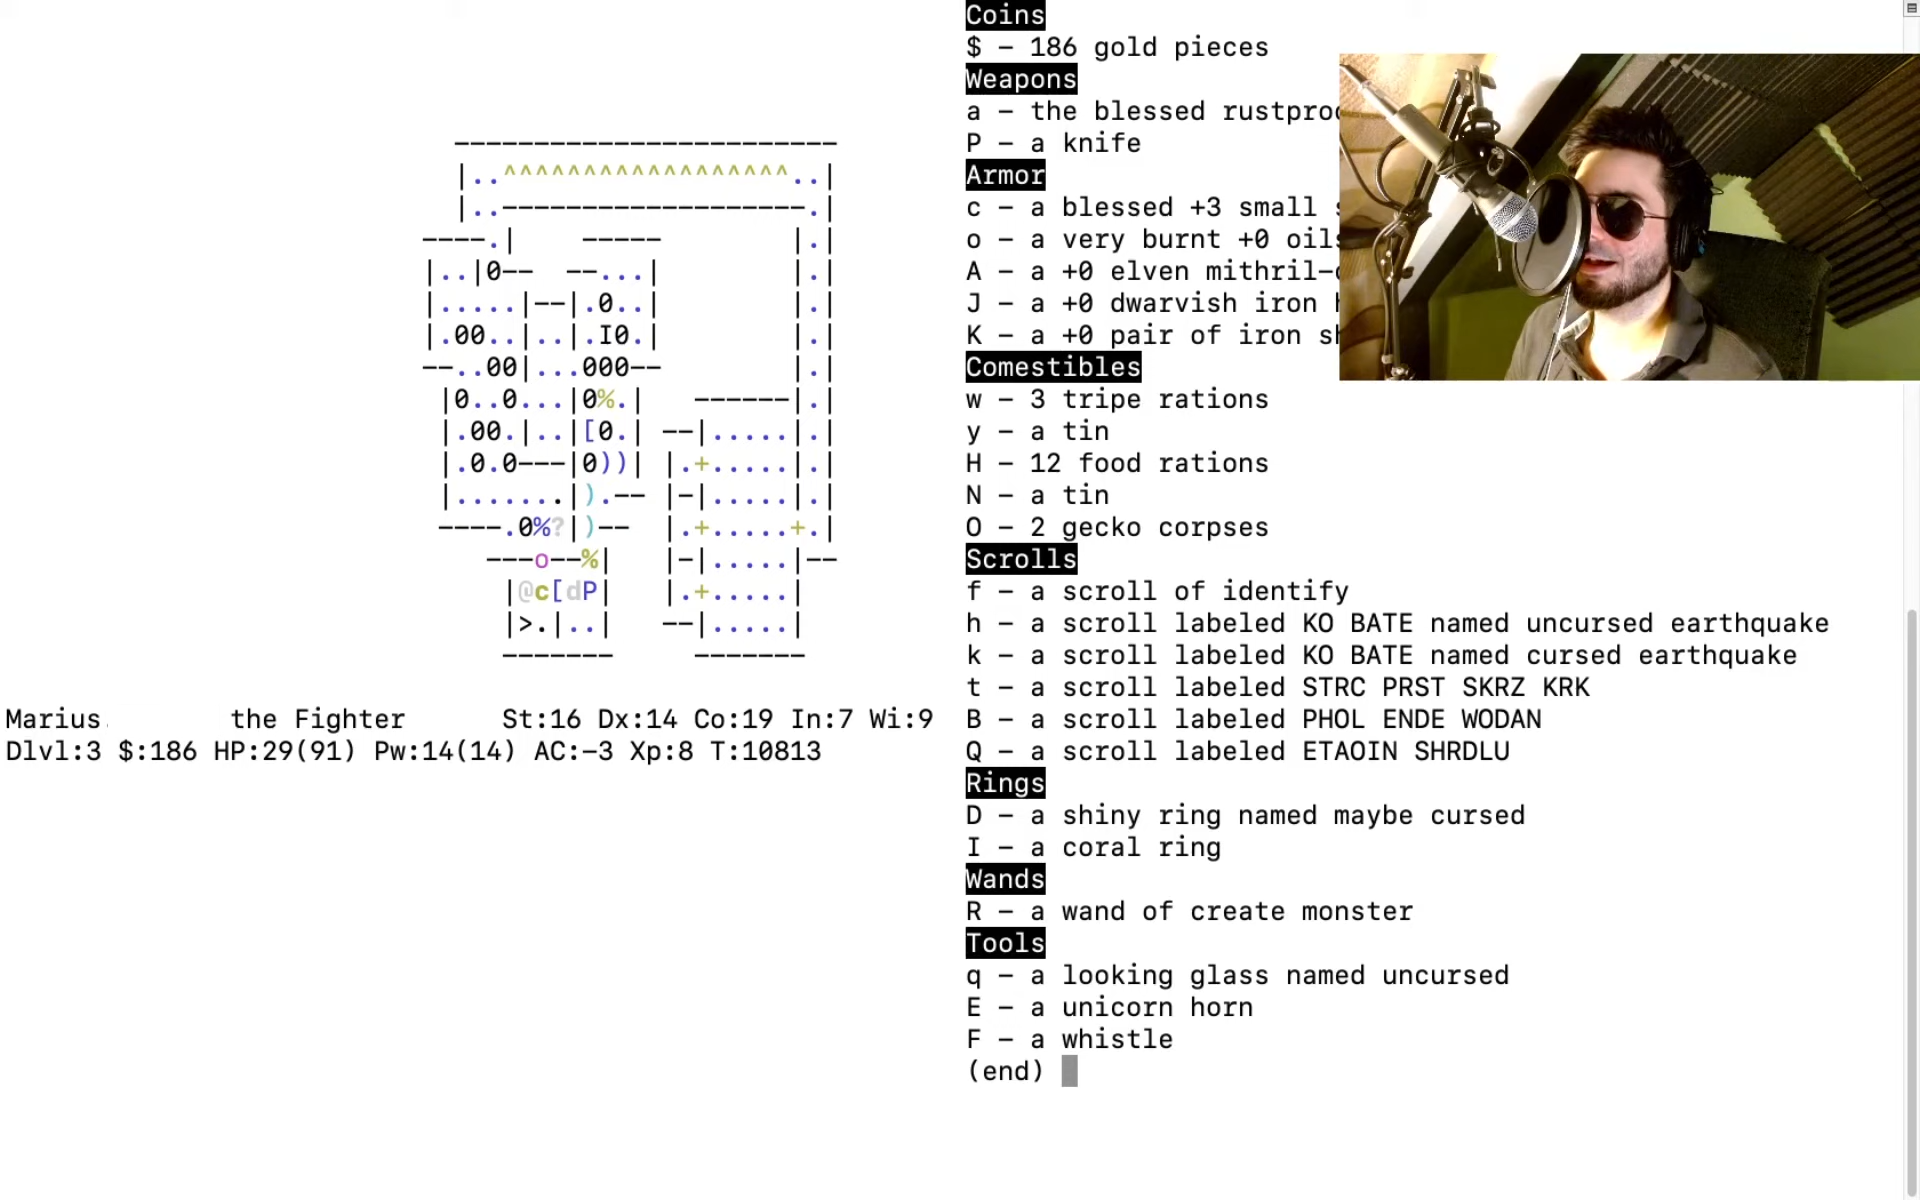 Coins
$ – 186 gold pieces
Weapons
a – the blessed
P – a knife
Armor
c – a blessed +3 small
o – a very burnt +0
A – a +0 elven
J – a +0 dwarvish iron
K – a +0 pair of iron
Comestibles
w – 3 tripe rations
y – a tin
H – 12 food rations
N – a tin
O – 2 gecko corpses
Scrolls
f – a scroll of identify
h – a scroll labeled KO BATE named uncursed earthquake
k – a scroll labeled KO BATE named cursed earthquake
t – a scroll labeled STRC PRST SKRZ KRK
B – a scroll labeled PHOL ENDE WODAN
Q – a scroll labeled ETAOIN SHRDLU
Rings
D – a shiny ring named maybe cursed
I – a coral ring
Wands
R – a wand of create monster
Tools
q – a looking glass named uncursed
E – a unicorn horn
F – a whistle
(end)
Marius the Fighter St:16 Dx:14 Co:19 In:7 Wi:9
Dlvl:3 $:186 HP:29(91) Pw:14(14) AC:–3 Xp:8 T:10813